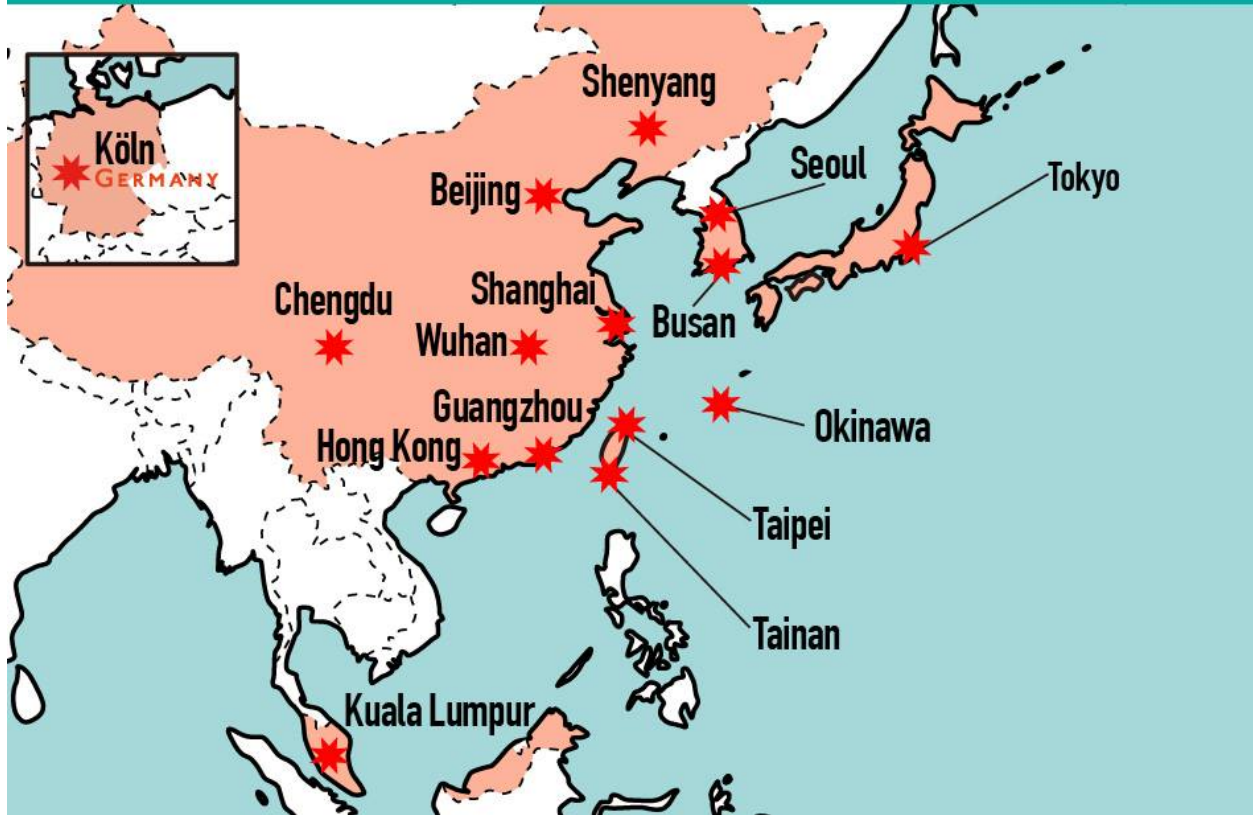 Shenyang
Köln
GERMANY
Seoul
Tokyo
Beijing
Shanghai
Chengdu
Busan
Wuhan
Guangzhou
Okinawa
Hong Kong
Taipei
Tainan
Kuala Lumpur